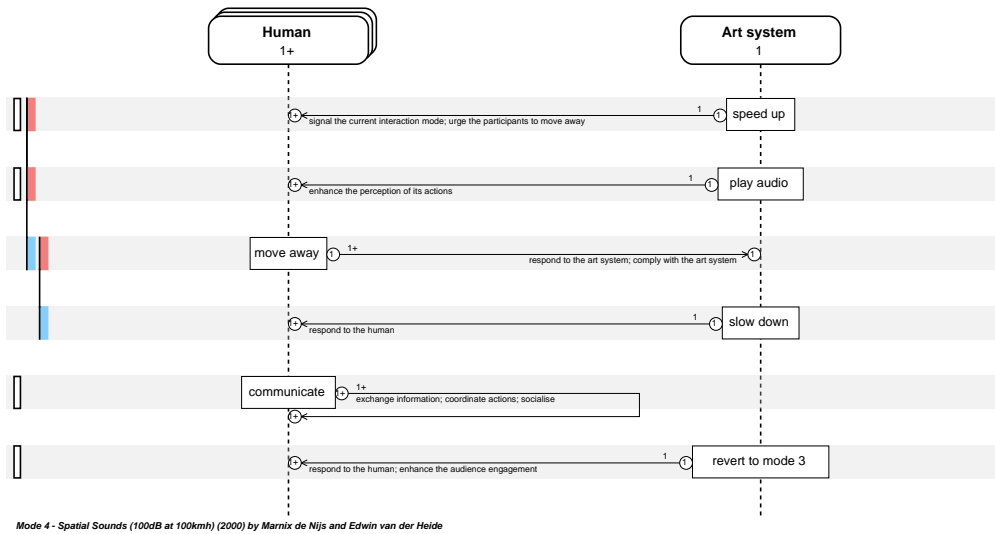 Human
1+
Art system
1
1
speed up
1+
1
signal the current interaction mode; urge the participants to move away
1
play audio
1+
1
enhance the perception of its actions
move away
1
1+
1
respond to the art system; comply with the art system
1
slow down
1+
1
respond to the human
communicate
1+
1+
exchange information; coordinate actions; socialise
1+
1
revert to mode 3
1+
1
respond to the human; enhance the audience engagement
Mode 4 - Spatial Sounds (100dB at 100kmh) (2000) by Marnix de Nijs and Edwin van der Heide